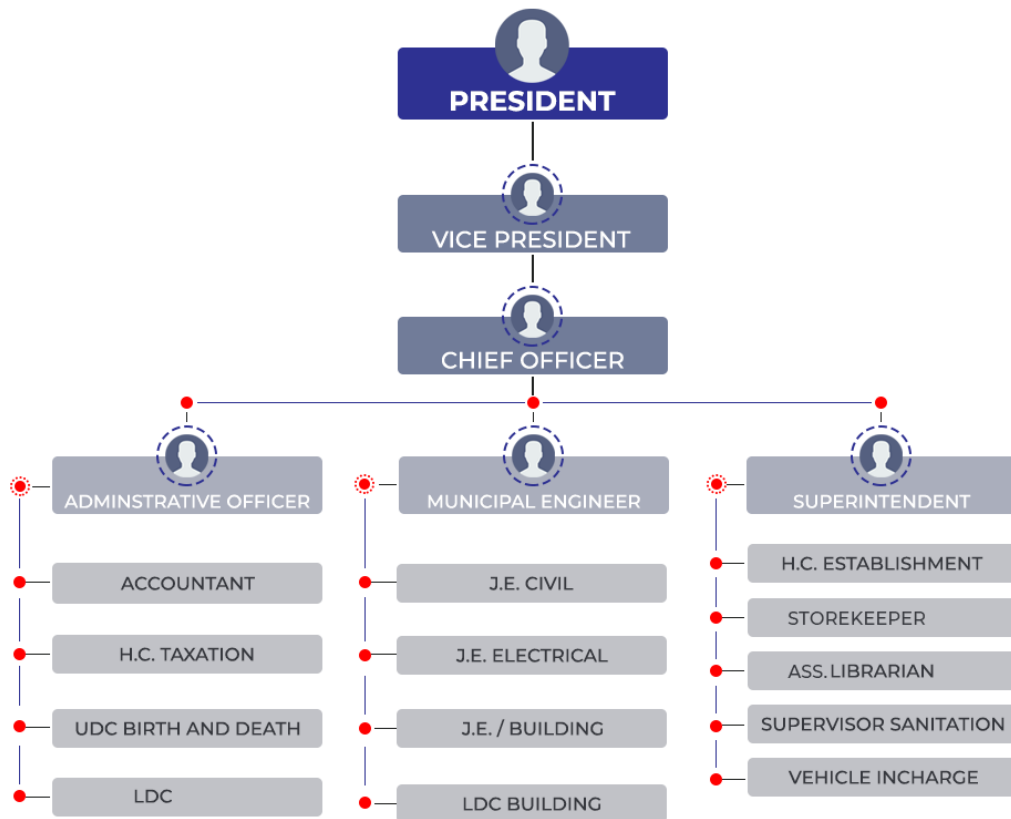 PRESIDENT
VICE PRESIDENT
CHIEF OFFICER
ADMINSTRATIVE OFFICER
ACCOUNTANT
H.C. TAXATION
UDC BIRTH AND DEATH
LDC
MUNICIPAL ENGINEER
J.E. CIVIL
J.E. ELECTRICAL
J.E. / BUILDING
LDC BUILDING
SUPERINTENDENT
H.C. ESTABLISHMENT
STOREKEEPER
ASS. LIBRARIAN
SUPERVISOR SANITATION
VEHICLE INCHARGE